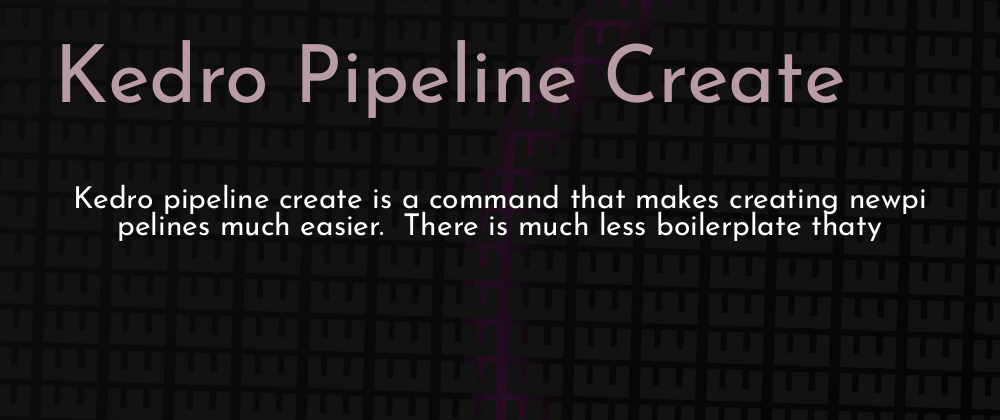 Kedro Pipeline Create
Kedro pipeline create is a command that makes creating newpi
pelines much easier.  There is much less boilerplate thaty